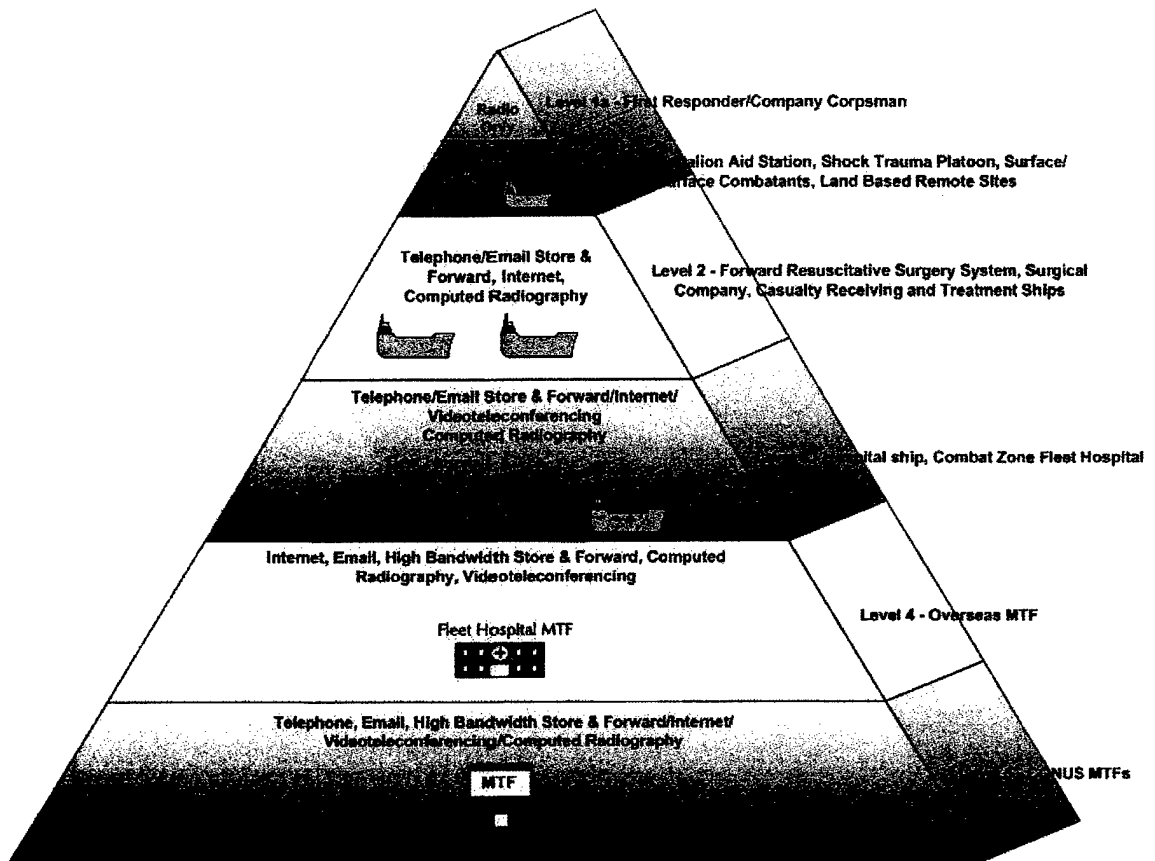 Radio
Only
Level 1a - First Responder/Company Corpsman
Aid Station, Shock Trauma Platoon, Surface/
Combatants, Land Based Remote Sites
Telephone/Email Store &
Forward, Internet,
Computed Radiography
Level 2 - Forward Resuscitative Surgery System, Surgical
Company, Casualty Receiving and Treatment Ships
Telephone/Email Store & Forward/Internet/
Videoteleconferencing
Computed Radiography
ship, Combat Zone Fleet Hospital
Internet, Email, High Bandwidth Store & Forward, Computed
Radiography, Videoteleconferencing
Fleet Hospital MTF
Level 4 - Overseas MTF
Telephone, Email, High Bandwidth Store & Forward/Internet/
Videoteleconferencing/Computed Radiography
MTF
MTFs